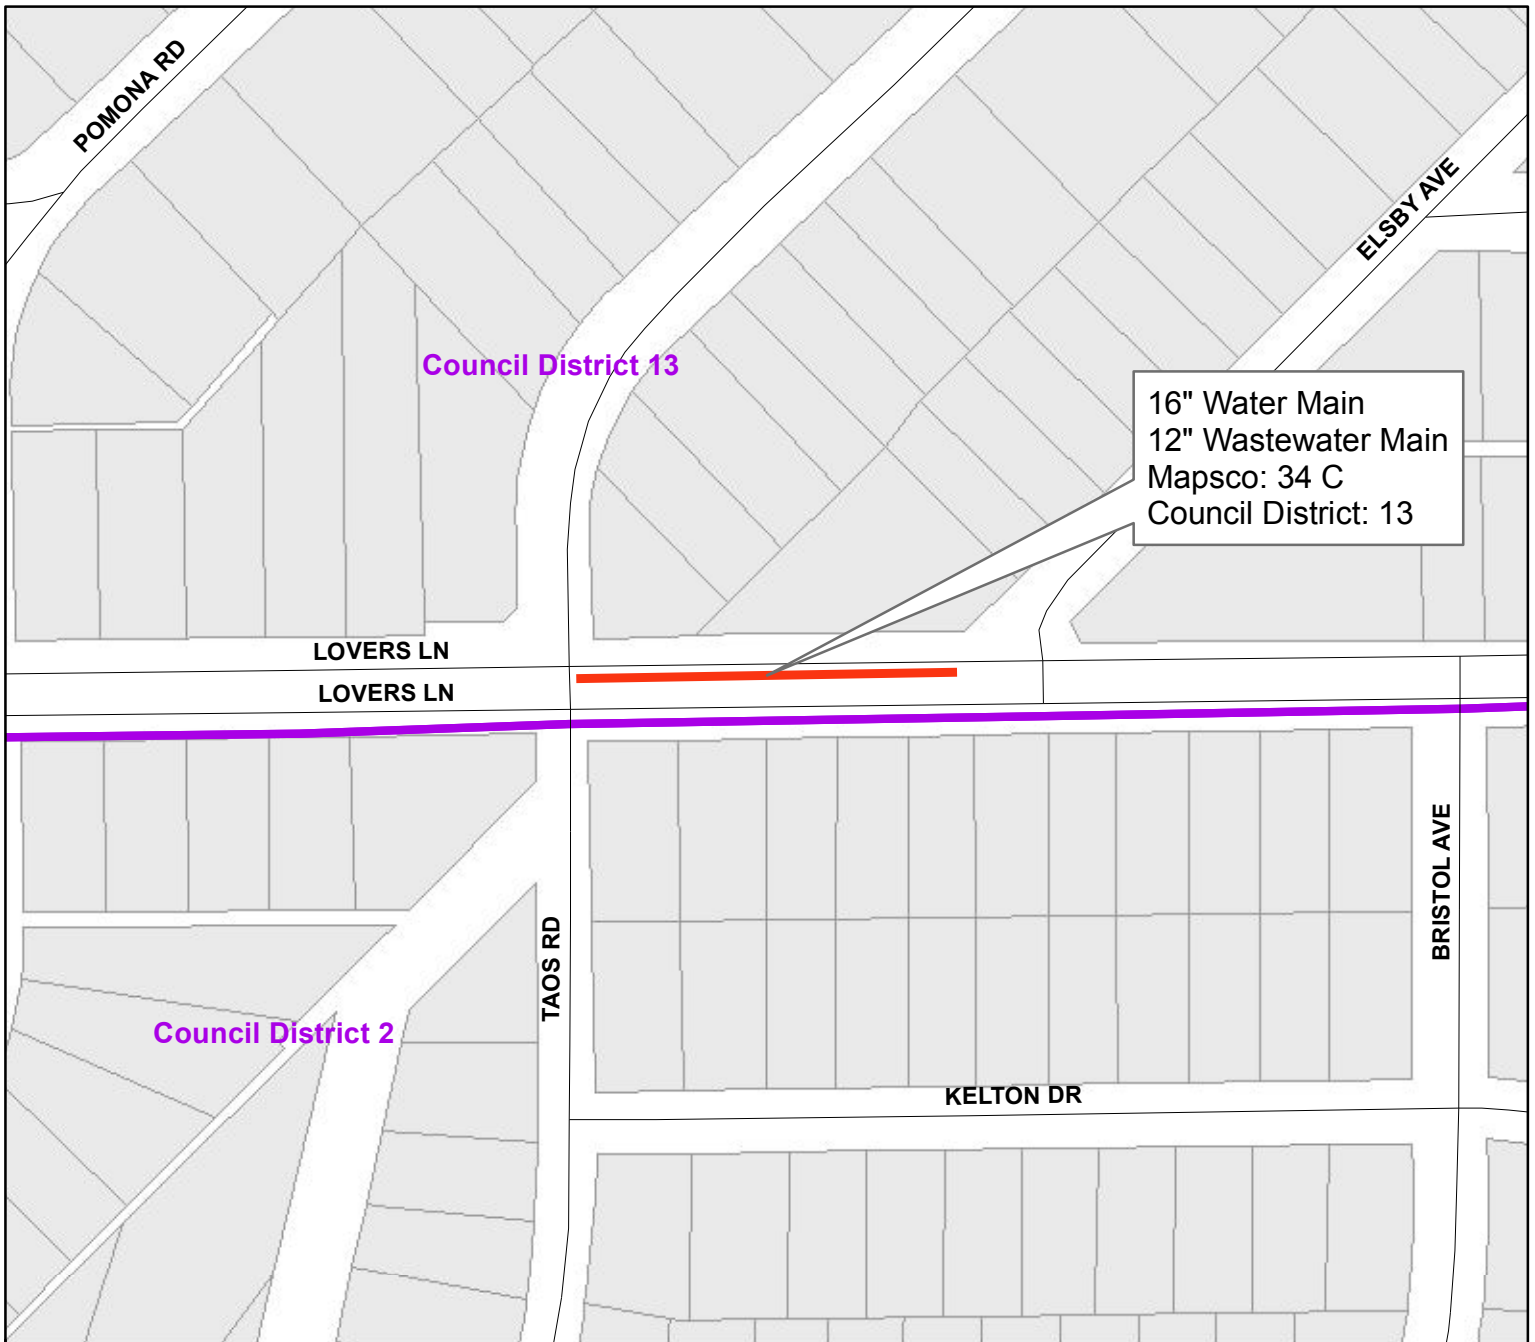 POMONA RD
ELSBY AVE
Council District 13
16" Water Main
12" Wastewater Main
Mapsco: 34 C
Council District: 13
LOVERS LN
LOVERS LN
BRISTOL AVE
TAOS RD
Council District 2
KELTON DR